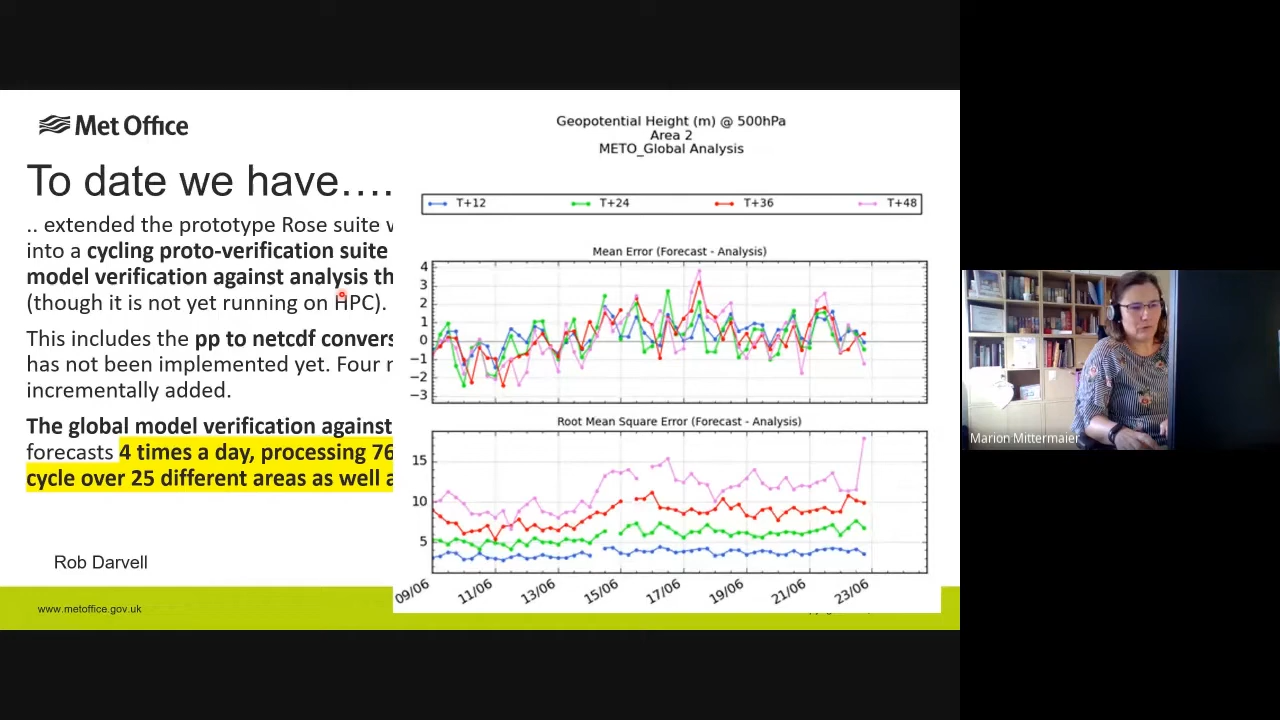 Met Office
To date we have….
.. extended the prototype Rose suite
into a cycling proto-verification suite
model verification against analysis
(though it is not yet running on HPC).
This includes the pp to netcdf
has not been implemented yet. Four
incrementally added.
The global model verification against
forecasts 4 times a day, processing 76
cycle over 25 different areas as well
Rob Darvell
www.metoffice.gov.uk
Geopotential Height (m) @ 500hPa
Area 2
METO_Global Analysis
T+12 T+24 T+36 T+48
Mean Error (Forecast - Analysis)
4
3
2
1
0
−1
−2
−3
Root Mean Square Error (Forecast - Analysis)
15
10
5
09/06 11/06 13/06 15/06 17/06 19/06 21/06 23/06
Marion Mittermaier